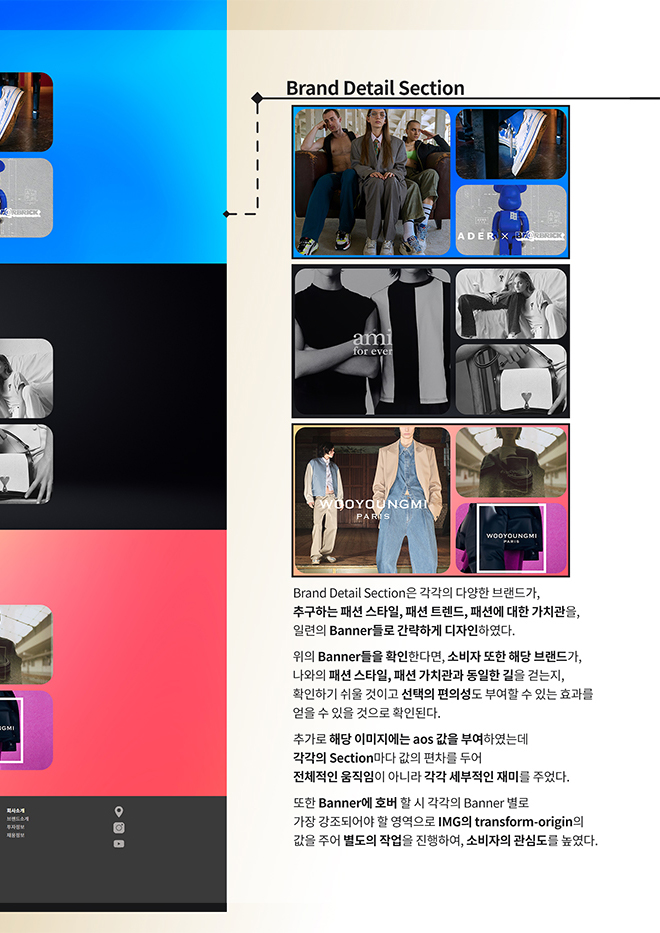 Brand Detail Section
ADER × BE@RBRICK
ami
for ever
WOOYOUNGMI
PARIS
WOOYOUNGMI
PARIS
Brand Detail Section은 각각의 다양한 브랜드가,
추구하는 패션 스타일, 패션 트렌드, 패션에 대한 가치관을,
일련의 Banner들로 간략하게 디자인하였다.
위의 Banner들을 확인한다면, 소비자 또한 해당 브랜드가,
나와의 패션 스타일, 패션 가치관과 동일한 길을 걷는지,
확인하기 쉬울 것이고 선택의 편의성도 부여할 수 있는 효과를
얻을 수 있을 것으로 확인된다.
추가로 해당 이미지에는 aos 값을 부여하였는데
각각의 Section마다 값의 편차를 두어
전체적인 움직임이 아니라 각각 세부적인 재미를 주었다.
또한 Banner에 호버 할 시 각각의 Banner 별로
가장 강조되어야 할 영역으로 IMG의 transform-origin의
값을 주어 별도의 작업을 진행하여, 소비자의 관심도를 높였다.
NGMI
회사소개
브랜드소개
투자정보
채용정보